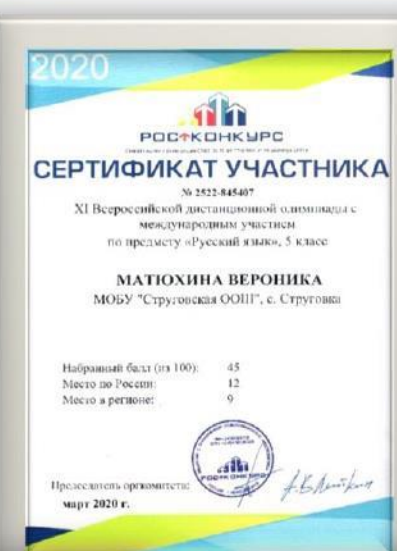 2020
РОСТКОНКУРС
СЕРТИФИКАТ УЧАСТНИКА
№ 2522-845407
XI Всероссийской дистанционной олимпиады с
международным участием
по предмету «Русский язык», 5 класс
МАТЮХИНА ВЕРОНИКА
МОБУ "Струговская ООШ", с. Струговка
Набранный балл (из 100): 45
Место по России: 12
Место в регионе: 9
Председатель оргкомитета:
РОСТКОНКУРС
март 2020 г.